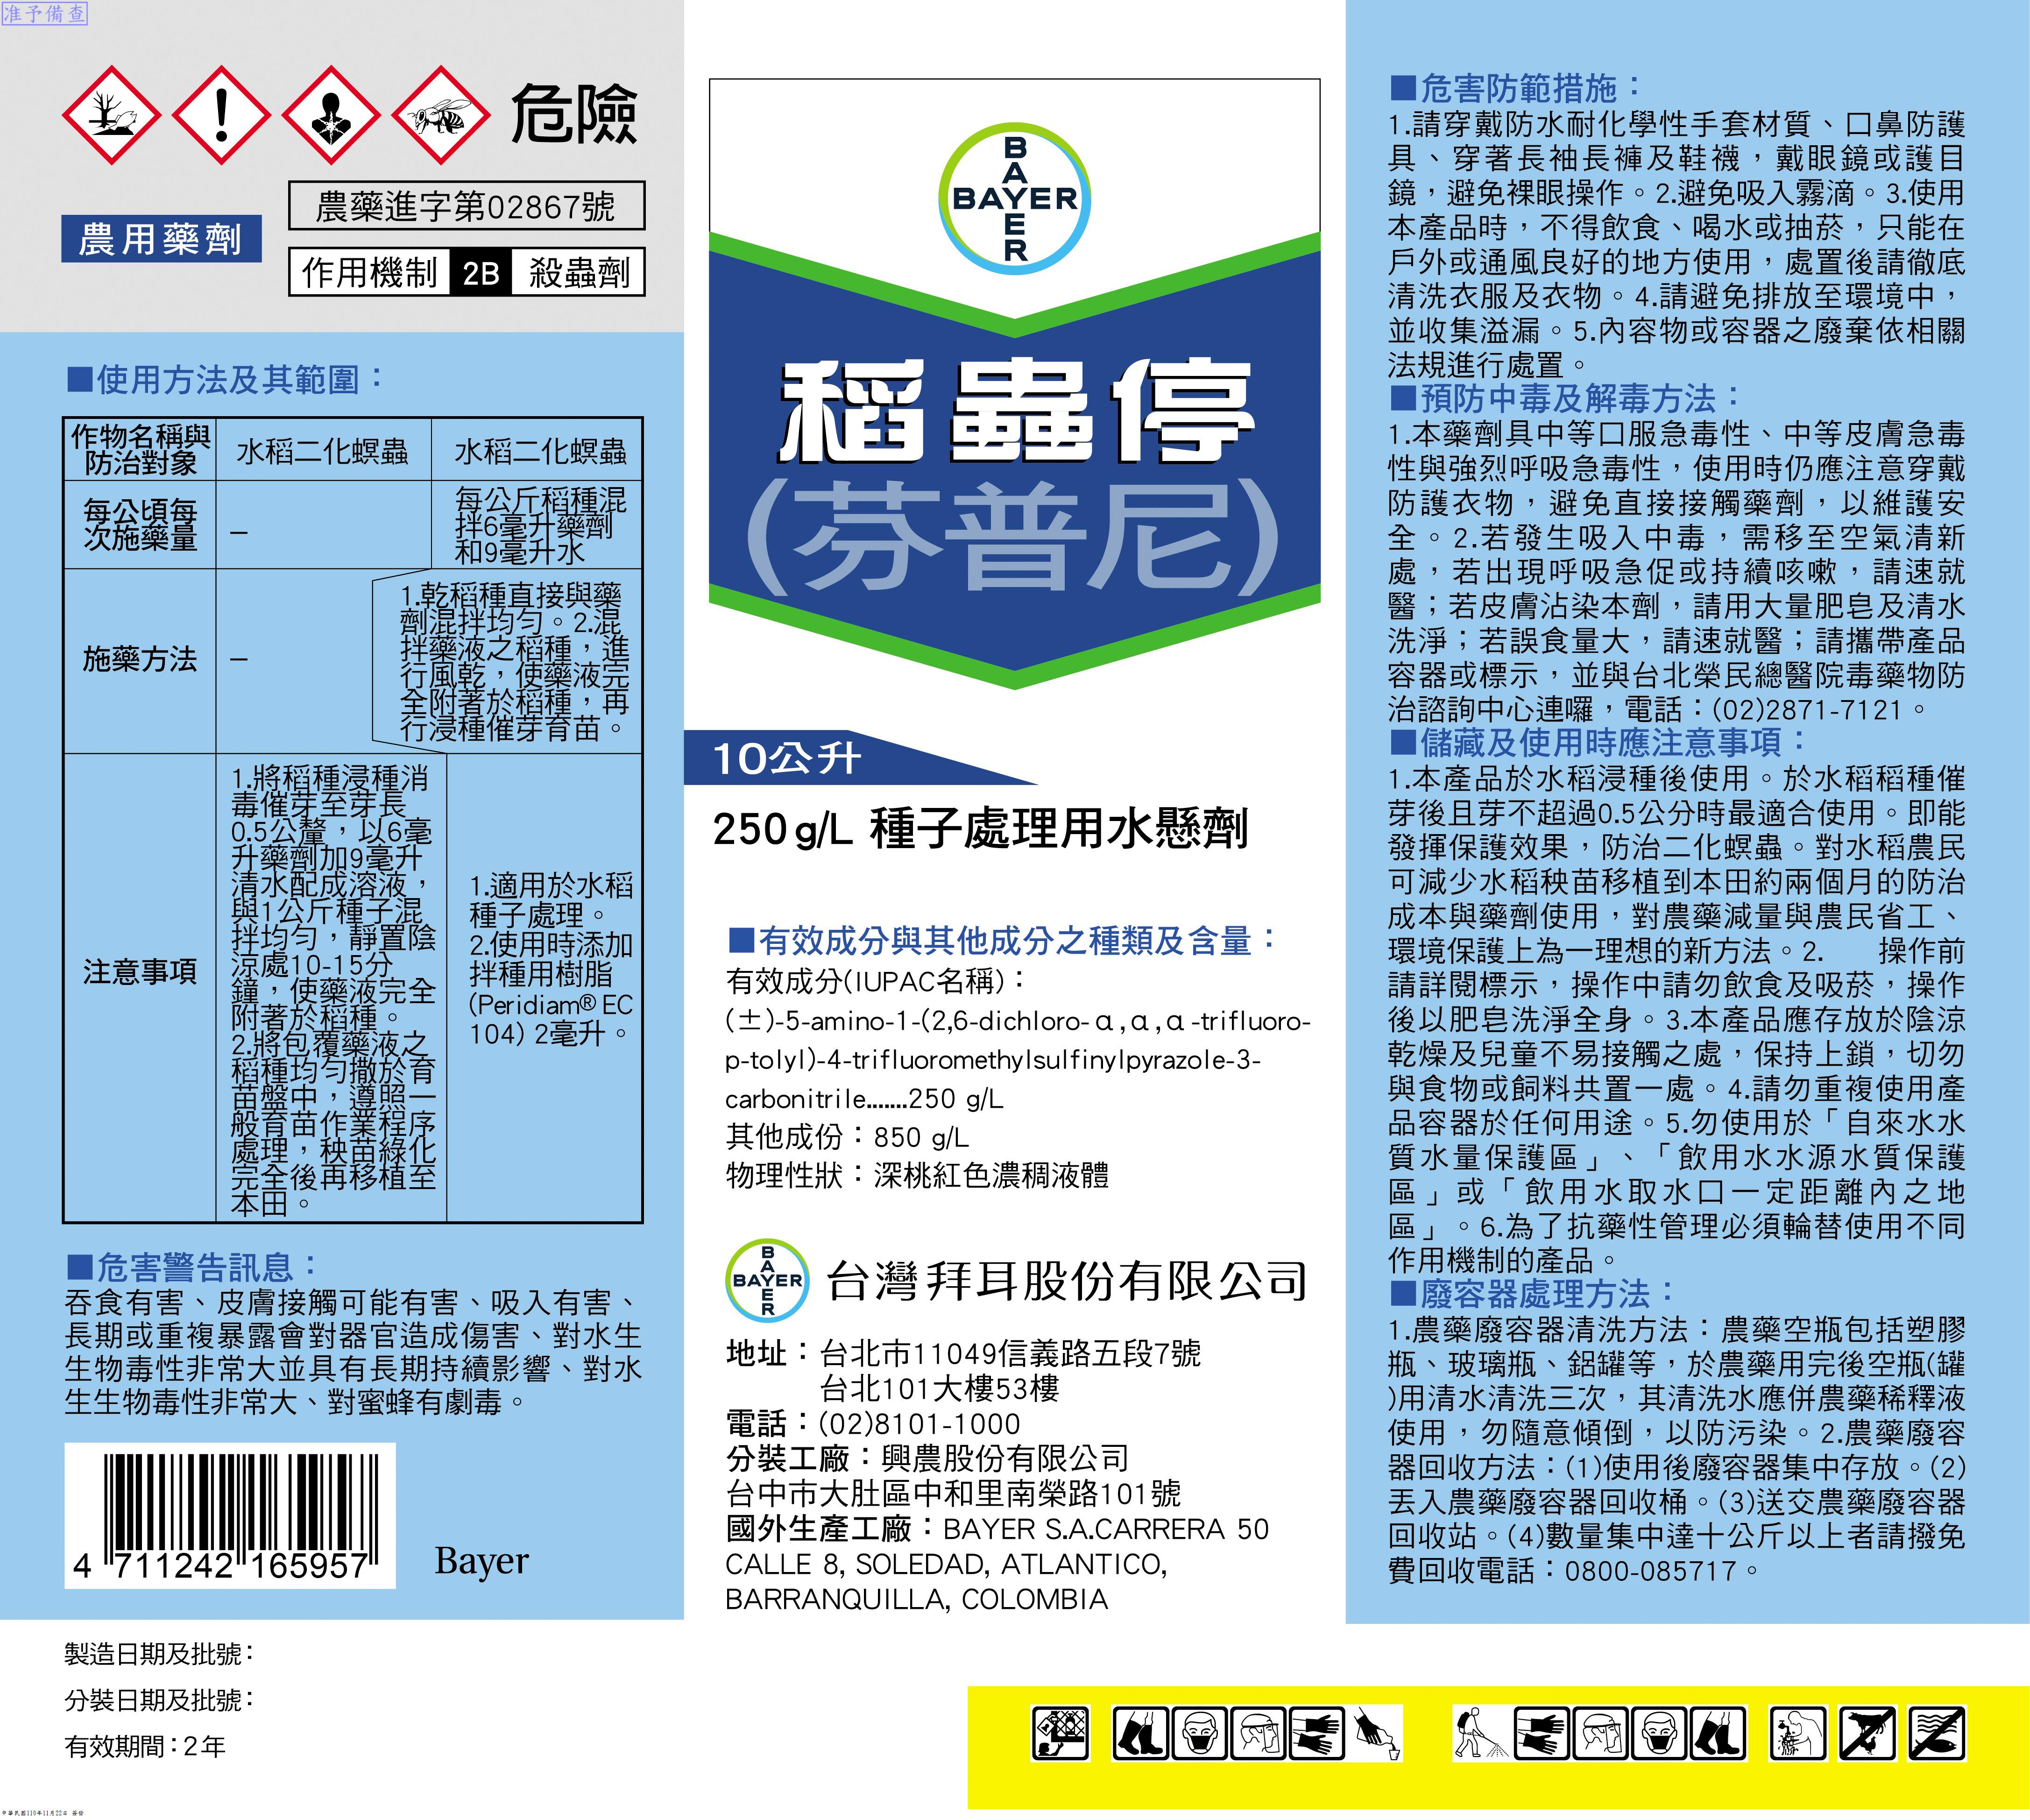 准予備查
危險
農藥進字第02867號
農用藥劑
作用機制 2B 殺蟲劑
■使用方法及其範圍：
作物名稱與
防治對象
水稻二化螟蟲
水稻二化螟蟲
每公頃每
次施藥量
–
每公斤稻種混
拌6毫升藥劑
和9毫升水
施藥方法
–
1.乾稻種直接與藥
劑混拌均勻。2.混
拌藥液之稻種，進
行風乾，使藥液完
全附著於稻種，再
行浸種催芽育苗。
注意事項
1.將稻種浸種消
毒催芽至芽長
0.5公釐，以6毫
升藥劑加9毫升
清水配成溶液，
與1公斤種子混
拌均勻，靜置陰
涼處10-15分
鐘，使藥液完全
附著於稻種。
2.將包覆藥液之
稻種均勻撒於育
苗盤中，遵照一
般育苗作業程序
處理，秧苗綠化
完全後再移植至
本田。
1.適用於水稻
種子處理。
2.使用時添加
拌種用樹脂
(Peridiam® EC
104) 2毫升。
■危害警告訊息：
吞食有害、皮膚接觸可能有害、吸入有害、
長期或重複暴露會對器官造成傷害、對水生
生物毒性非常大並具有長期持續影響、對水
生生物毒性非常大、對蜜蜂有劇毒。
4 711242 165957
Bayer
製造日期及批號：
分裝日期及批號：
有效期間：2年
中華民國110年11月22日 簽發
BAYER
BAYER
稻蟲停
(芬普尼)
10公升
250 g/L 種子處理用水懸劑
■有效成分與其他成分之種類及含量：
有效成分(IUPAC名稱)：
(±)-5-amino-1-(2,6-dichloro-α,α,α-trifluoro-
p-tolyl)-4-trifluoromethylsulfinylpyrazole-3-
carbonitrile.......250 g/L
其他成份：850 g/L
物理性狀：深桃紅色濃稠液體
BAYER
BAYER
台灣拜耳股份有限公司
地址：台北市11049信義路五段7號
台北101大樓53樓
電話：(02)8101-1000
分裝工廠：興農股份有限公司
台中市大肚區中和里南榮路101號
國外生產工廠：BAYER S.A.CARRERA 50
CALLE 8, SOLEDAD, ATLANTICO,
BARRANQUILLA, COLOMBIA
■危害防範措施：
1.請穿戴防水耐化學性手套材質、口鼻防護
具、穿著長袖長褲及鞋襪，戴眼鏡或護目
鏡，避免裸眼操作。2.避免吸入霧滴。3.使用
本產品時，不得飲食、喝水或抽菸，只能在
戶外或通風良好的地方使用，處置後請徹底
清洗衣服及衣物。4.請避免排放至環境中，
並收集溢漏。5.內容物或容器之廢棄依相關
法規進行處置。
■預防中毒及解毒方法：
1.本藥劑具中等口服急毒性、中等皮膚急毒
性與強烈呼吸急毒性，使用時仍應注意穿戴
防護衣物，避免直接接觸藥劑，以維護安
全。2.若發生吸入中毒，需移至空氣清新
處，若出現呼吸急促或持續咳嗽，請速就
醫；若皮膚沾染本劑，請用大量肥皂及清水
洗淨；若誤食量大，請速就醫；請攜帶產品
容器或標示，並與台北榮民總醫院毒藥物防
治諮詢中心連囉，電話：(02)2871-7121。
■儲藏及使用時應注意事項：
1.本產品於水稻浸種後使用。於水稻稻種催
芽後且芽不超過0.5公分時最適合使用。即能
發揮保護效果，防治二化螟蟲。對水稻農民
可減少水稻秧苗移植到本田約兩個月的防治
成本與藥劑使用，對農藥減量與農民省工、
環境保護上為一理想的新方法。2. 操作前
請詳閱標示，操作中請勿飲食及吸菸，操作
後以肥皂洗淨全身。3.本產品應存放於陰涼
乾燥及兒童不易接觸之處，保持上鎖，切勿
與食物或飼料共置一處。4.請勿重複使用產
品容器於任何用途。5.勿使用於「自來水水
質水量保護區」、「飲用水水源水質保護
區」或「飲用水取水口一定距離內之地
區」。6.為了抗藥性管理必須輪替使用不同
作用機制的產品。
■廢容器處理方法：
1.農藥廢容器清洗方法：農藥空瓶包括塑膠
瓶、玻璃瓶、鋁罐等，於農藥用完後空瓶(罐
)用清水清洗三次，其清洗水應併農藥稀釋液
使用，勿隨意傾倒，以防污染。2.農藥廢容
器回收方法：(1)使用後廢容器集中存放。(2)
丟入農藥廢容器回收桶。(3)送交農藥廢容器
回收站。(4)數量集中達十公斤以上者請撥免
費回收電話：0800-085717。